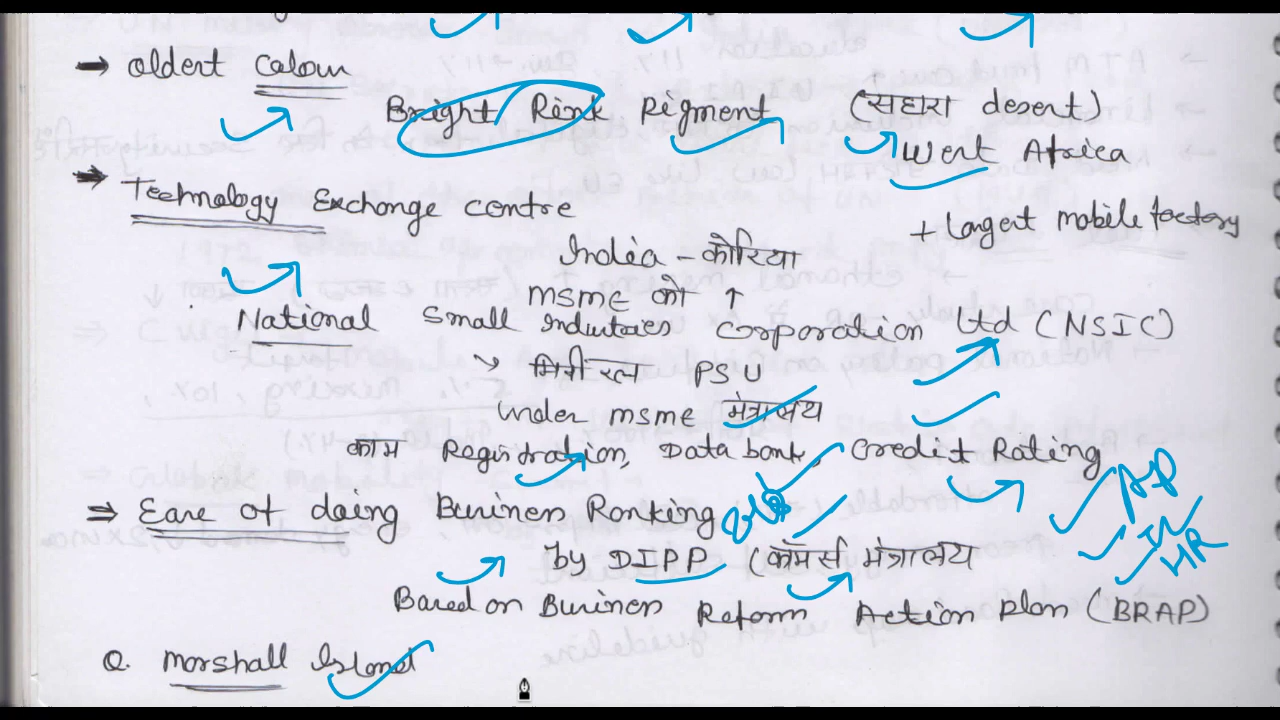 → Oldest Colour
Bright Pink Pigment (सहारा desert)
West Africa
→ Technology Exchange centre
+ Largest mobile factory
India - कोरिया
MSME को ↑
National Small Industries Corporation Ltd (NSIC)
↘ मिनीरत्न PSU
Under MSME मंत्रालय
काम Registration, Data bank, Credit Rating
AP
⇒ Ease of doing Business Ranking
HR
by DIPP (कॉमर्स मंत्रालय
Based on Business Reform Action Plan (BRAP)
Q. Marshall Island